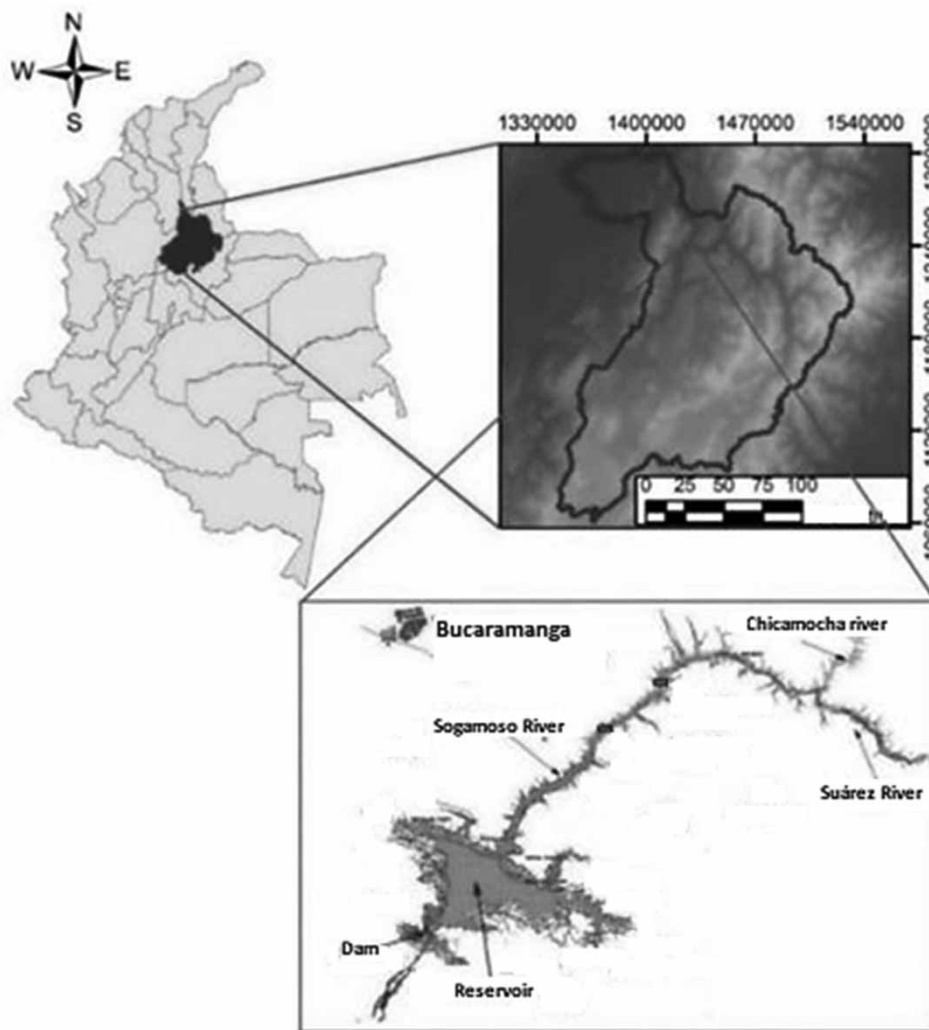 N
W E
S
1330000 1400000 1470000 1540000
0 25 50 75 100
Bucaramanga
Chicamocha river
Sogamoso River
Suárez River
Dam
Reservoir